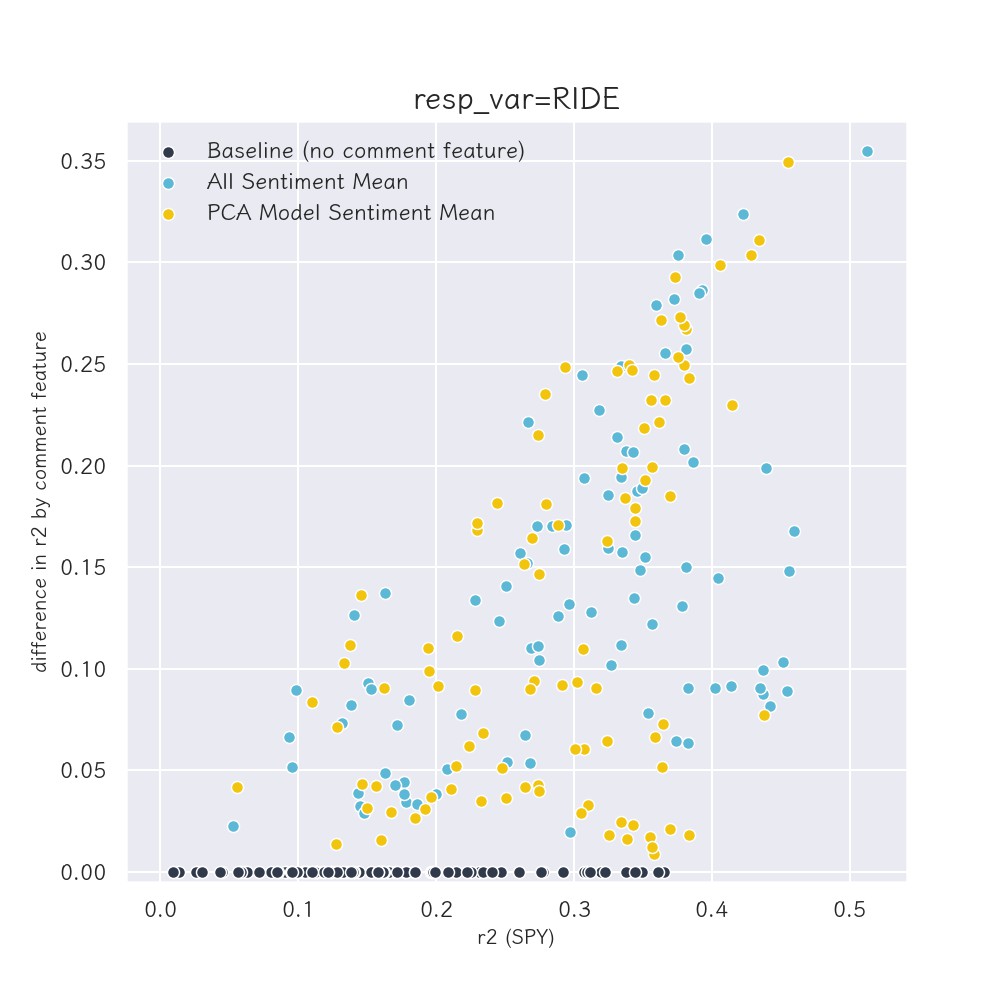 resp_var=RIDE
Baseline (no comment feature)
All Sentiment Mean
PCA Model Sentiment Mean
difference in r2 by comment feature
0.35
0.30
0.25
0.20
0.15
0.10
0.05
0.00
0.0 0.1 0.2 0.3 0.4 0.5
r2 (SPY)